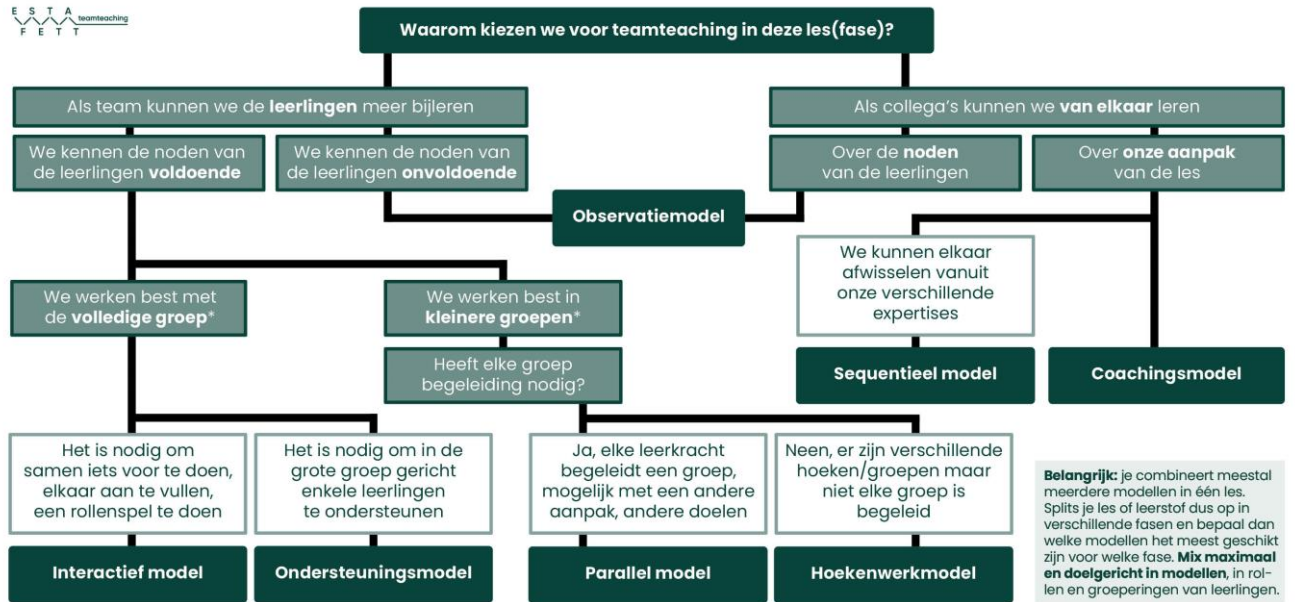 E S T A
teamteaching
F E T T
Waarom kiezen we voor teamteaching in deze les(fase)?
Als team kunnen we de leerlingen meer bijleren
Als collega's kunnen we van elkaar leren
We kennen de noden van
de leerlingen voldoende
We kennen de noden van
de leerlingen onvoldoende
Over de noden
van de leerlingen
Over onze aanpak
van de les
Observatiemodel
We kunnen elkaar
afwisselen vanuit
onze verschillende
expertises
We werken best met
de volledige groep*
We werken best in
kleinere groepen*
Heeft elke groep
begeleiding nodig?
Sequentieel model
Coachingsmodel
Het is nodig om
samen iets voor te doen,
elkaar aan te vullen,
een rollenspel te doen
Het is nodig om in de
grote groep gericht
enkele leerlingen
te ondersteunen
Ja, elke leerkracht
begeleidt een groep,
mogelijk met een andere
aanpak, andere doelen
Neen, er zijn verschillende
hoeken/groepen maar
niet elke groep is
begeleid
Interactief model
Ondersteuningsmodel
Parallel model
Hoekenwerkmodel
Belangrijk: je combineert meestal
meerdere modellen in één les.
Splits je les of leerstof dus op in
verschillende fasen en bepaal dan
welke modellen het meest geschikt
zijn voor welke fase. Mix maximaal
en doelgericht in modellen, in rol-
len en groeperingen van leerlingen.